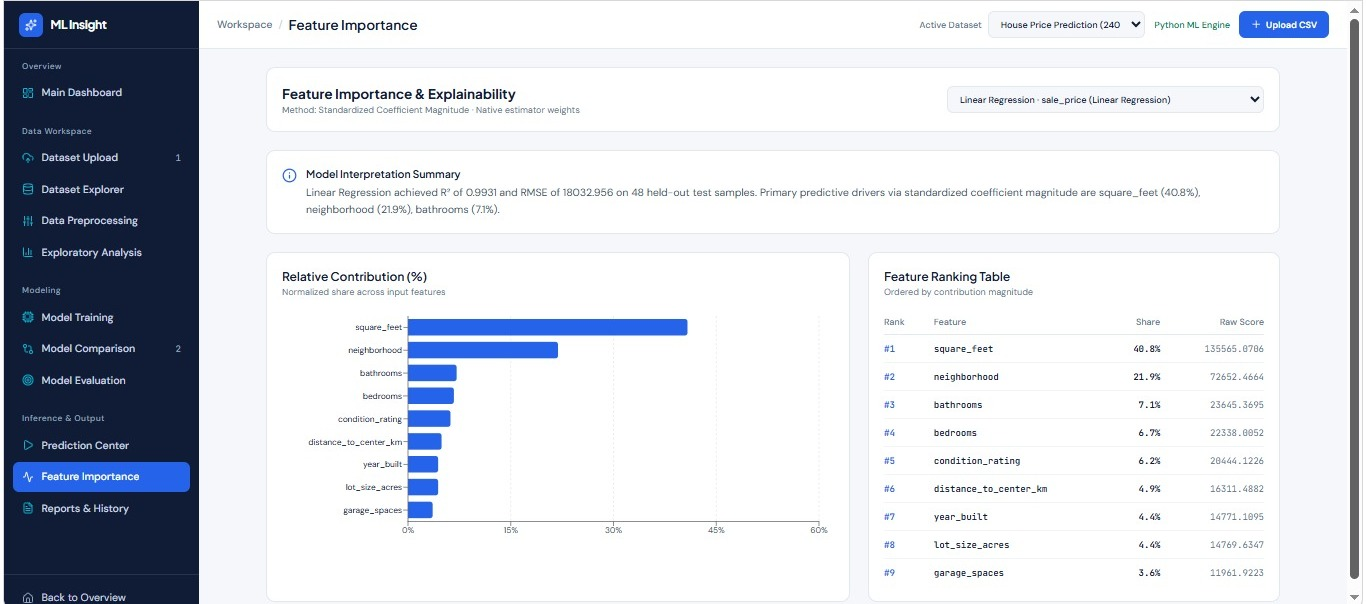 ML Insight
Overview
Main Dashboard
Data Workspace
Dataset Upload 1
Dataset Explorer
Data Preprocessing
Exploratory Analysis
Modeling
Model Training
Model Comparison 2
Model Evaluation
Inference & Output
Prediction Center
Feature Importance
Reports & History
Back to Overview
Workspace / Feature Importance
Active Dataset House Price Prediction (240 Python ML Engine + Upload CSV
Feature Importance & Explainability
Method: Standardized Coefficient Magnitude · Native estimator weights
Linear Regression · sale_price (Linear Regression)
Model Interpretation Summary
Linear Regression achieved R² of 0.9931 and RMSE of 18032.956 on 48 held-out test samples. Primary predictive drivers via standardized coefficient magnitude are square_feet (40.8%),
neighborhood (21.9%), bathrooms (7.1%).
Relative Contribution (%)
Normalized share across input features
square_feet
neighborhood
bathrooms
bedrooms
condition_rating
distance_to_center_km
year_built
lot_size_acres
garage_spaces
0% 15% 30% 45% 60%
Feature Ranking Table
Ordered by contribution magnitude
Rank Feature Share Raw Score
#1 square_feet 40.8% 135565.0706
#2 neighborhood 21.9% 72652.4664
#3 bathrooms 7.1% 23645.3695
#4 bedrooms 6.7% 22338.0052
#5 condition_rating 6.2% 20444.1226
#6 distance_to_center_km 4.9% 16311.4882
#7 year_built 4.4% 14771.1095
#8 lot_size_acres 4.4% 14769.6347
#9 garage_spaces 3.6% 11961.9223